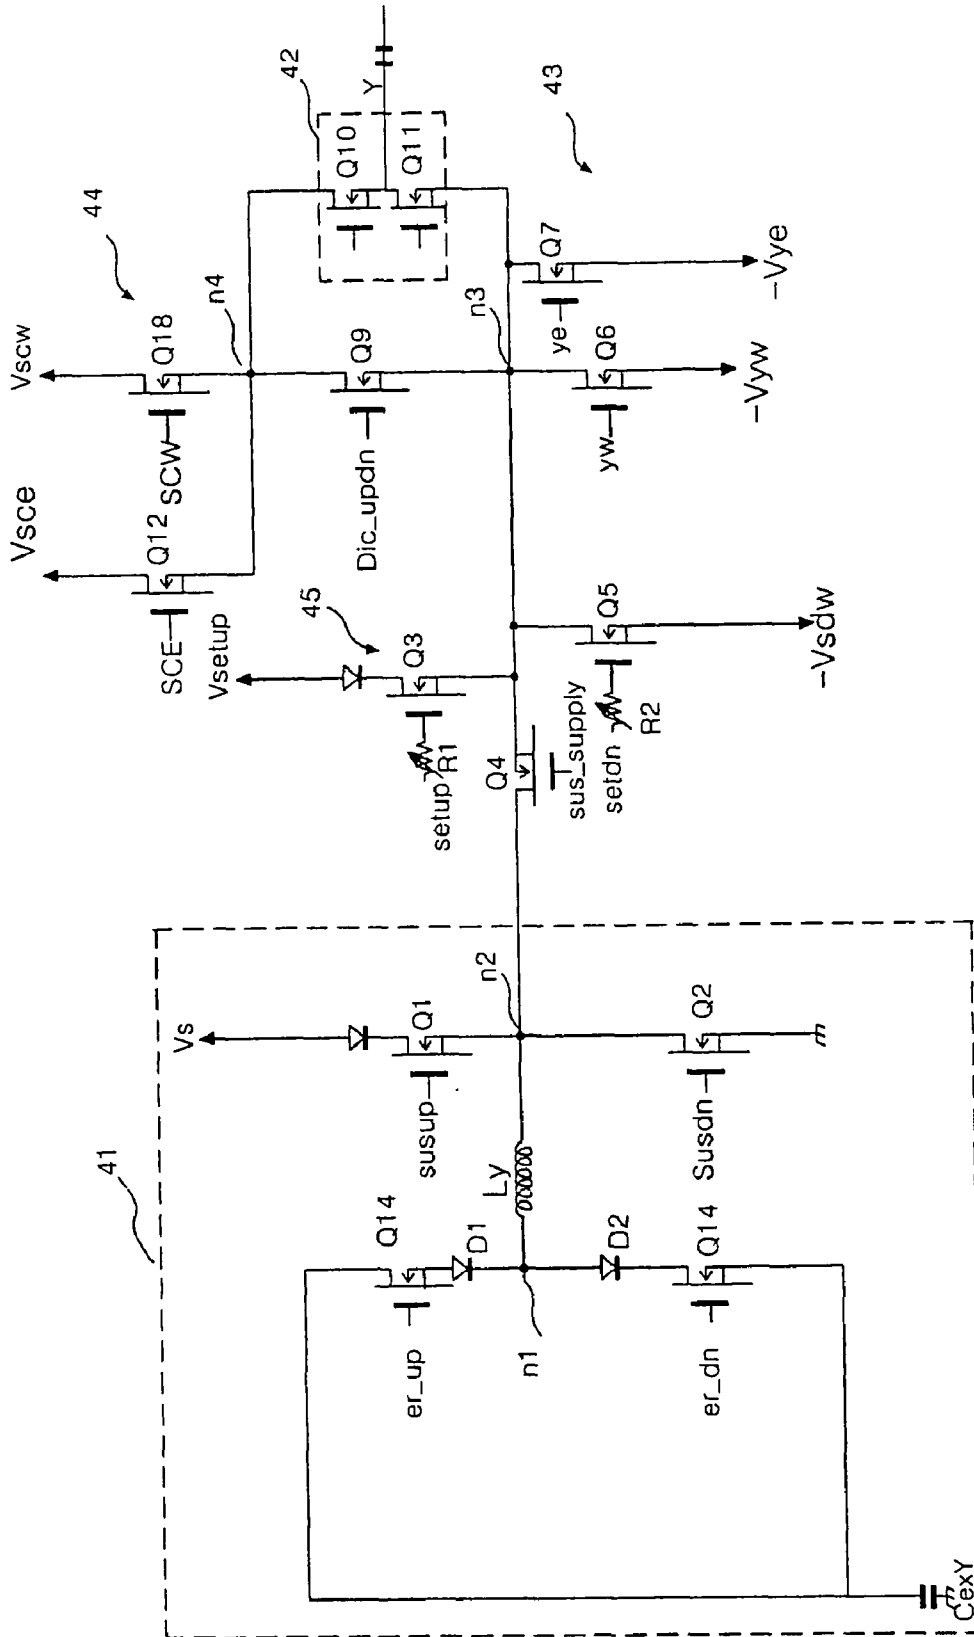 41
Vs
Q14
er_up
D1
n1
Ly
D2
Q14
er_dn
CexY
susup
Q1
n2
Susdn
Q2
Vsce
Vscw
44
SCE
Q12
SCW
Q18
n4
42
Q10
Q11
Y
43
Vsetup
45
setup
R1
Q3
Q4
sus_supply
Dic_updn
Q9
n3
setdn
R2
Q5
-Vsdw
yw
Q6
-Vyw
ye
Q7
-Vye